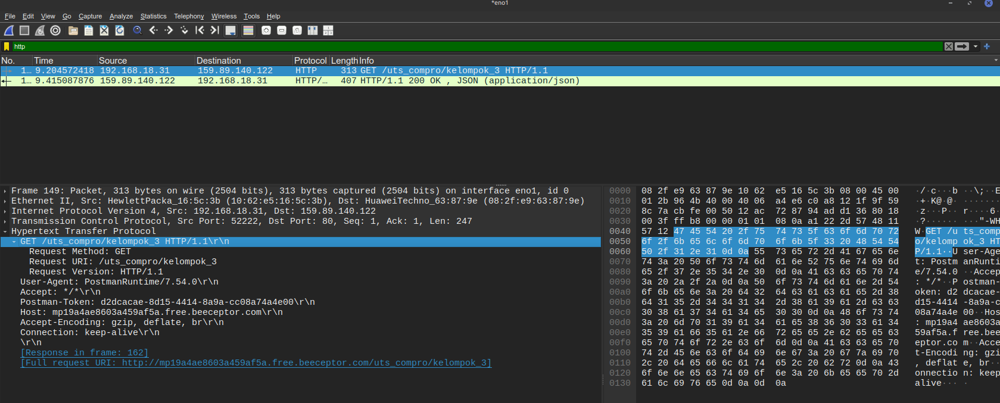 *eno1
File Edit View Go Capture Analyze Statistics Telephony Wireless Tools Help
http
No. Time Source Destination Protocol Length Info
1… 9.204572418 192.168.18.31 159.89.140.122 HTTP 313 GET /uts_compro/kelompok_3 HTTP/1.1
1… 9.415087876 159.89.140.122 192.168.18.31 HTTP/… 407 HTTP/1.1 200 OK , JSON (application/json)
Frame 149: Packet, 313 bytes on wire (2504 bits), 313 bytes captured (2504 bits) on interface eno1, id 0
Ethernet II, Src: HewlettPacka_16:5c:3b (10:62:e5:16:5c:3b), Dst: HuaweiTechno_63:87:9e (08:2f:e9:63:87:9e)
Internet Protocol Version 4, Src: 192.168.18.31, Dst: 159.89.140.122
Transmission Control Protocol, Src Port: 52222, Dst Port: 80, Seq: 1, Ack: 1, Len: 247
Hypertext Transfer Protocol
GET /uts_compro/kelompok_3 HTTP/1.1\r\n
Request Method: GET
Request URI: /uts_compro/kelompok_3
Request Version: HTTP/1.1
User-Agent: PostmanRuntime/7.54.0\r\n
Accept: */*\r\n
Postman-Token: d2dcacae-8d15-4414-8a9a-cc08a74a4e00\r\n
Host: mp19a4ae8603a459af5a.free.beeceptor.com\r\n
Accept-Encoding: gzip, deflate, br\r\n
Connection: keep-alive\r\n
\r\n
[Response in frame: 162]
[Full request URI: http://mp19a4ae8603a459af5a.free.beeceptor.com/uts_compro/kelompok_3]
0000 08 2f e9 63 87 9e 10 62 e5 16 5c 3b 08 00 45 00 ·/·c···b ··\;··E
0010 01 2b 96 4b 40 00 40 06 a4 e6 c0 a8 12 1f 9f 59 ·+·K@·@· ·······
0020 8c 7a cb fe 00 50 12 ac 72 87 94 ad d1 36 80 18 ·z···P·· r····6·
0030 00 3f ff b8 00 00 01 01 08 0a a1 22 2d 57 48 11 ·?······ ···"-WH
0040 57 12 47 45 54 20 2f 75 74 73 5f 63 6f 6d 70 72 W·GET /u ts_comp
0050 6f 2f 6b 65 6c 6f 6d 70 6f 6b 5f 33 20 48 54 54 o/kelomp ok_3 HT
0060 50 2f 31 2e 31 0d 0a 55 73 65 72 2d 41 67 65 6e P/1.1··U ser-Age
0070 74 3a 20 50 6f 73 74 6d 61 6e 52 75 6e 74 69 6d t: Postm anRunti
0080 65 2f 37 2e 35 34 2e 30 0d 0a 41 63 63 65 70 74 e/7.54.0 ··Accep
0090 3a 20 2a 2f 2a 0d 0a 50 6f 73 74 6d 61 6e 2d 54 : */*··P ostman-
00a0 6f 6b 65 6e 3a 20 64 32 64 63 61 63 61 65 2d 38 oken: d2 dcacae-
00b0 64 31 35 2d 34 34 31 34 2d 38 61 39 61 2d 63 63 d15-4414 -8a9a-c
00c0 30 38 61 37 34 61 34 65 30 30 0d 0a 48 6f 73 74 08a74a4e 00··Hos
00d0 3a 20 6d 70 31 39 61 34 61 65 38 36 30 33 61 34 : mp19a4 ae8603a
00e0 35 39 61 66 35 61 2e 66 72 65 65 2e 62 65 65 63 59af5a.f ree.bee
00f0 65 70 74 6f 72 2e 63 6f 6d 0d 0a 41 63 63 65 70 eptor.co m··Acce
0100 74 2d 45 6e 63 6f 64 69 6e 67 3a 20 67 7a 69 70 t-Encodi ng: gzi
0110 2c 20 64 65 66 6c 61 74 65 2c 20 62 72 0d 0a 43 , deflat e, br··
0120 6f 6e 6e 65 63 74 69 6f 6e 3a 20 6b 65 65 70 2d onnectio n: keep
0130 61 6c 69 76 65 0d 0a 0d 0a alive··· ·